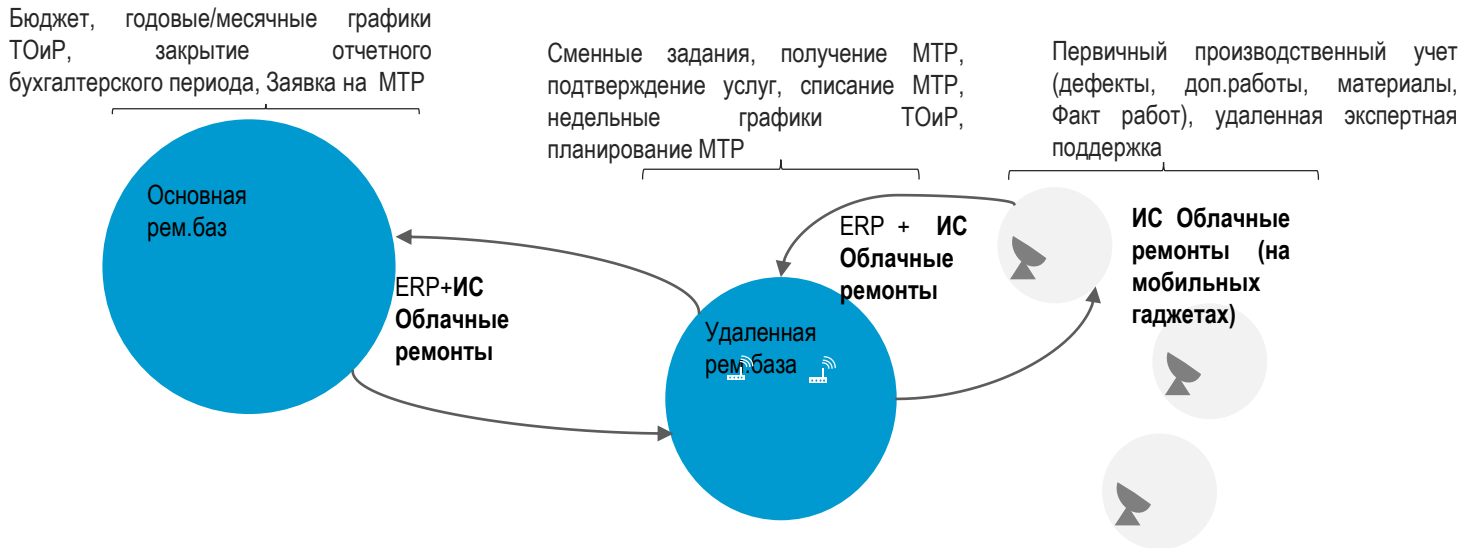 Бюджет, годовые/месячные графики
ТОиР, закрытие отчетного
бухгалтерского периода, Заявка на МТР
Сменные задания, получение МТР,
подтверждение услуг, списание МТР,
недельные графики ТОиР,
планирование МТР
Первичный производственный учет
(дефекты, доп.работы, материалы,
Факт работ), удаленная экспертная
поддержка
Основная
рем.баз
ERP+ИС
Облачные
ремонты
Удаленная
рем.база
ERP + ИС
Облачные
ремонты
ИС Облачные
ремонты (на
мобильных
гаджетах)